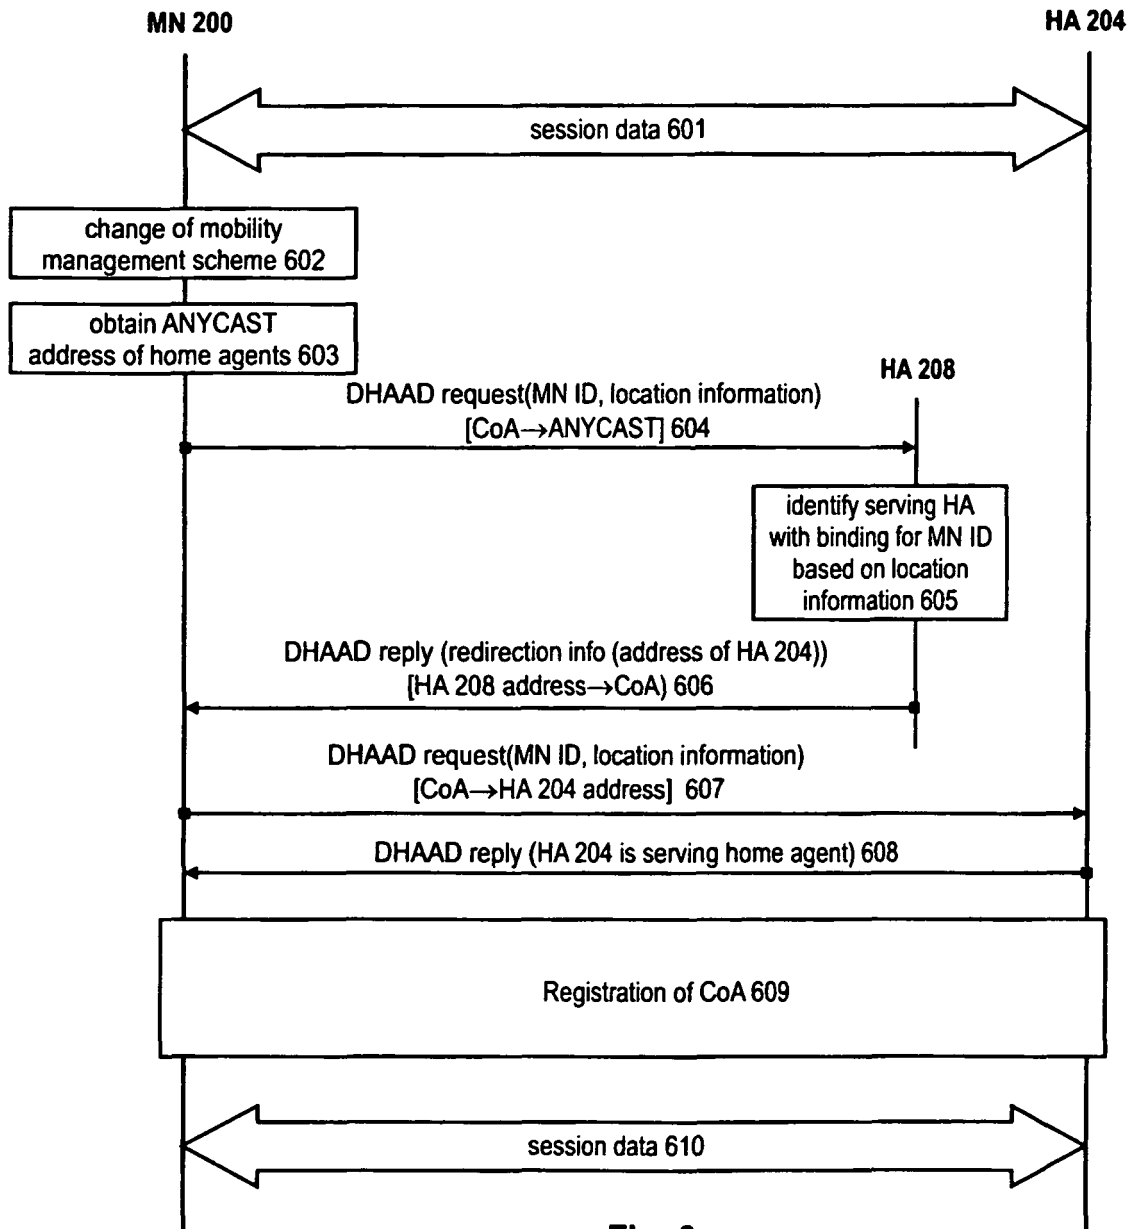 MN 200
HA 204
session data 601
change of mobility
management scheme 602
obtain ANYCAST
address of home agents 603
HA 208
DHAAD request(MN ID, location information)
[CoA→ANYCAST] 604
identify serving HA
with binding for MN ID
based on location
information 605
DHAAD reply (redirection info (address of HA 204))
[HA 208 address→CoA) 606
DHAAD request(MN ID, location information)
[CoA→HA 204 address] 607
DHAAD reply (HA 204 is serving home agent) 608
Registration of CoA 609
session data 610